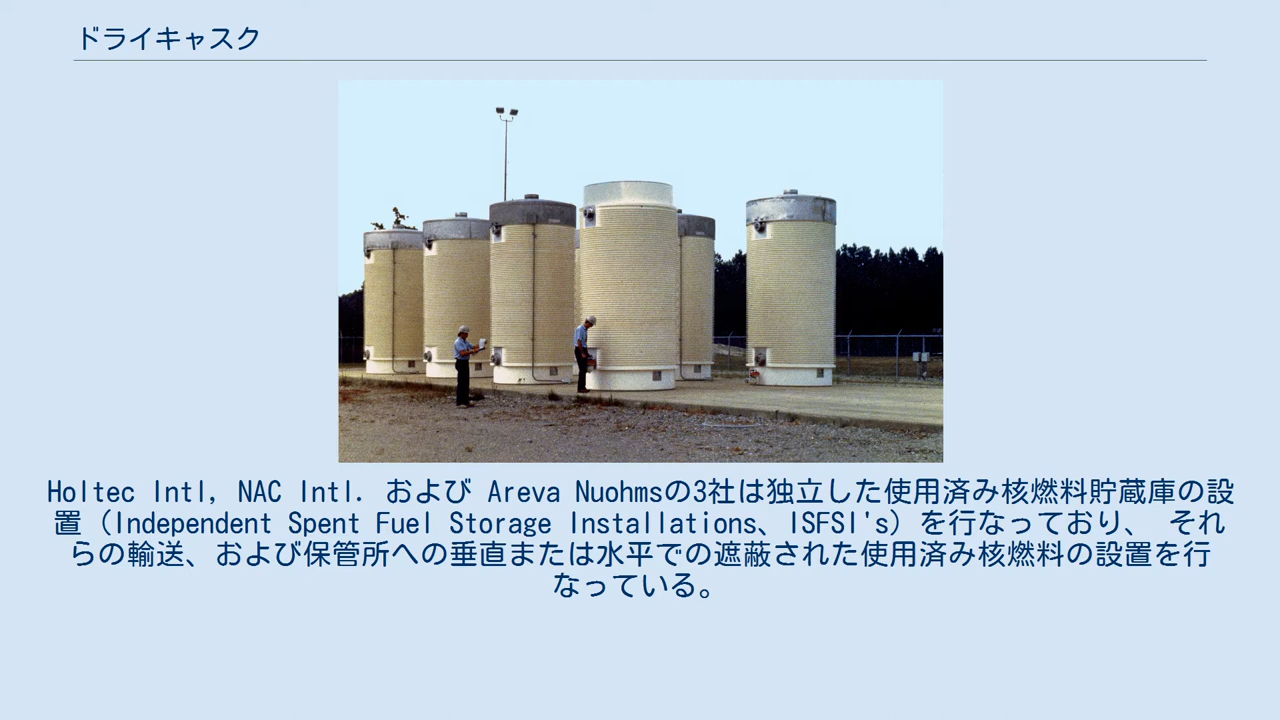 ドライキャスク
Holtec Intl, NAC Intl. および Areva Nuohmsの3社は独立した使用済み核燃料貯蔵庫の設
置（Independent Spent Fuel Storage Installations、ISFSI's）を行なっており、 それ
らの輸送、および保管所への垂直または水平での遮蔽された使用済み核燃料の設置を行
なっている。